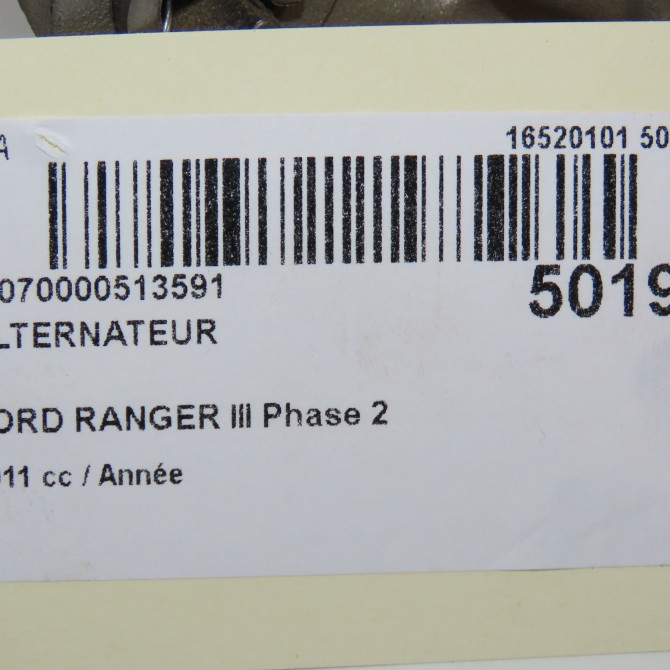 A
16520101 50
070000513591
5019
LTERNATEUR
ORD RANGER III Phase 2
11 cc / Année